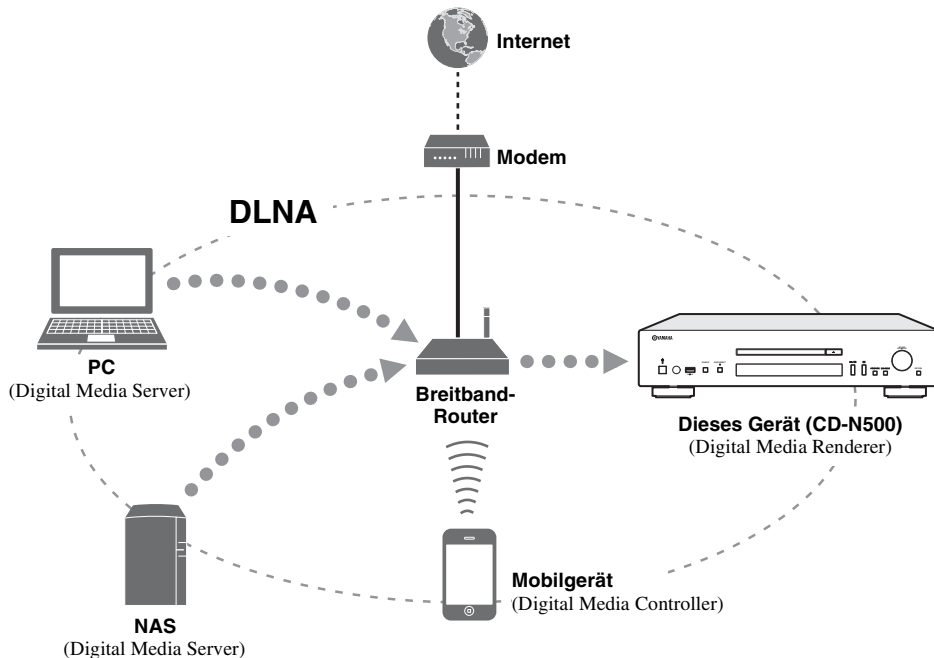 Internet
Modem
DLNA
YAMAHA
PC
(Digital Media Server)
Breitband-
Router
Dieses Gerät (CD-N500)
(Digital Media Renderer)
Mobilgerät
(Digital Media Controller)
NAS
(Digital Media Server)